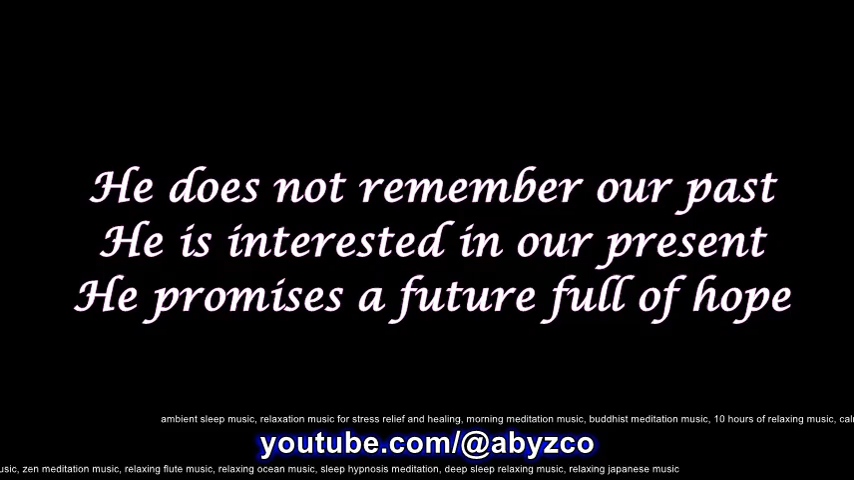 He does not remember our past
He is interested in our present
He promises a future full of hope
ambient sleep music, relaxation music for stress relief and healing, morning meditation music, buddhist meditation music, 10 hours of relaxing music,
youtube.com/@abyzco
zen meditation music, relaxing flute music, relaxing ocean music, sleep hypnosis meditation, deep sleep relaxing music, relaxing japanese music